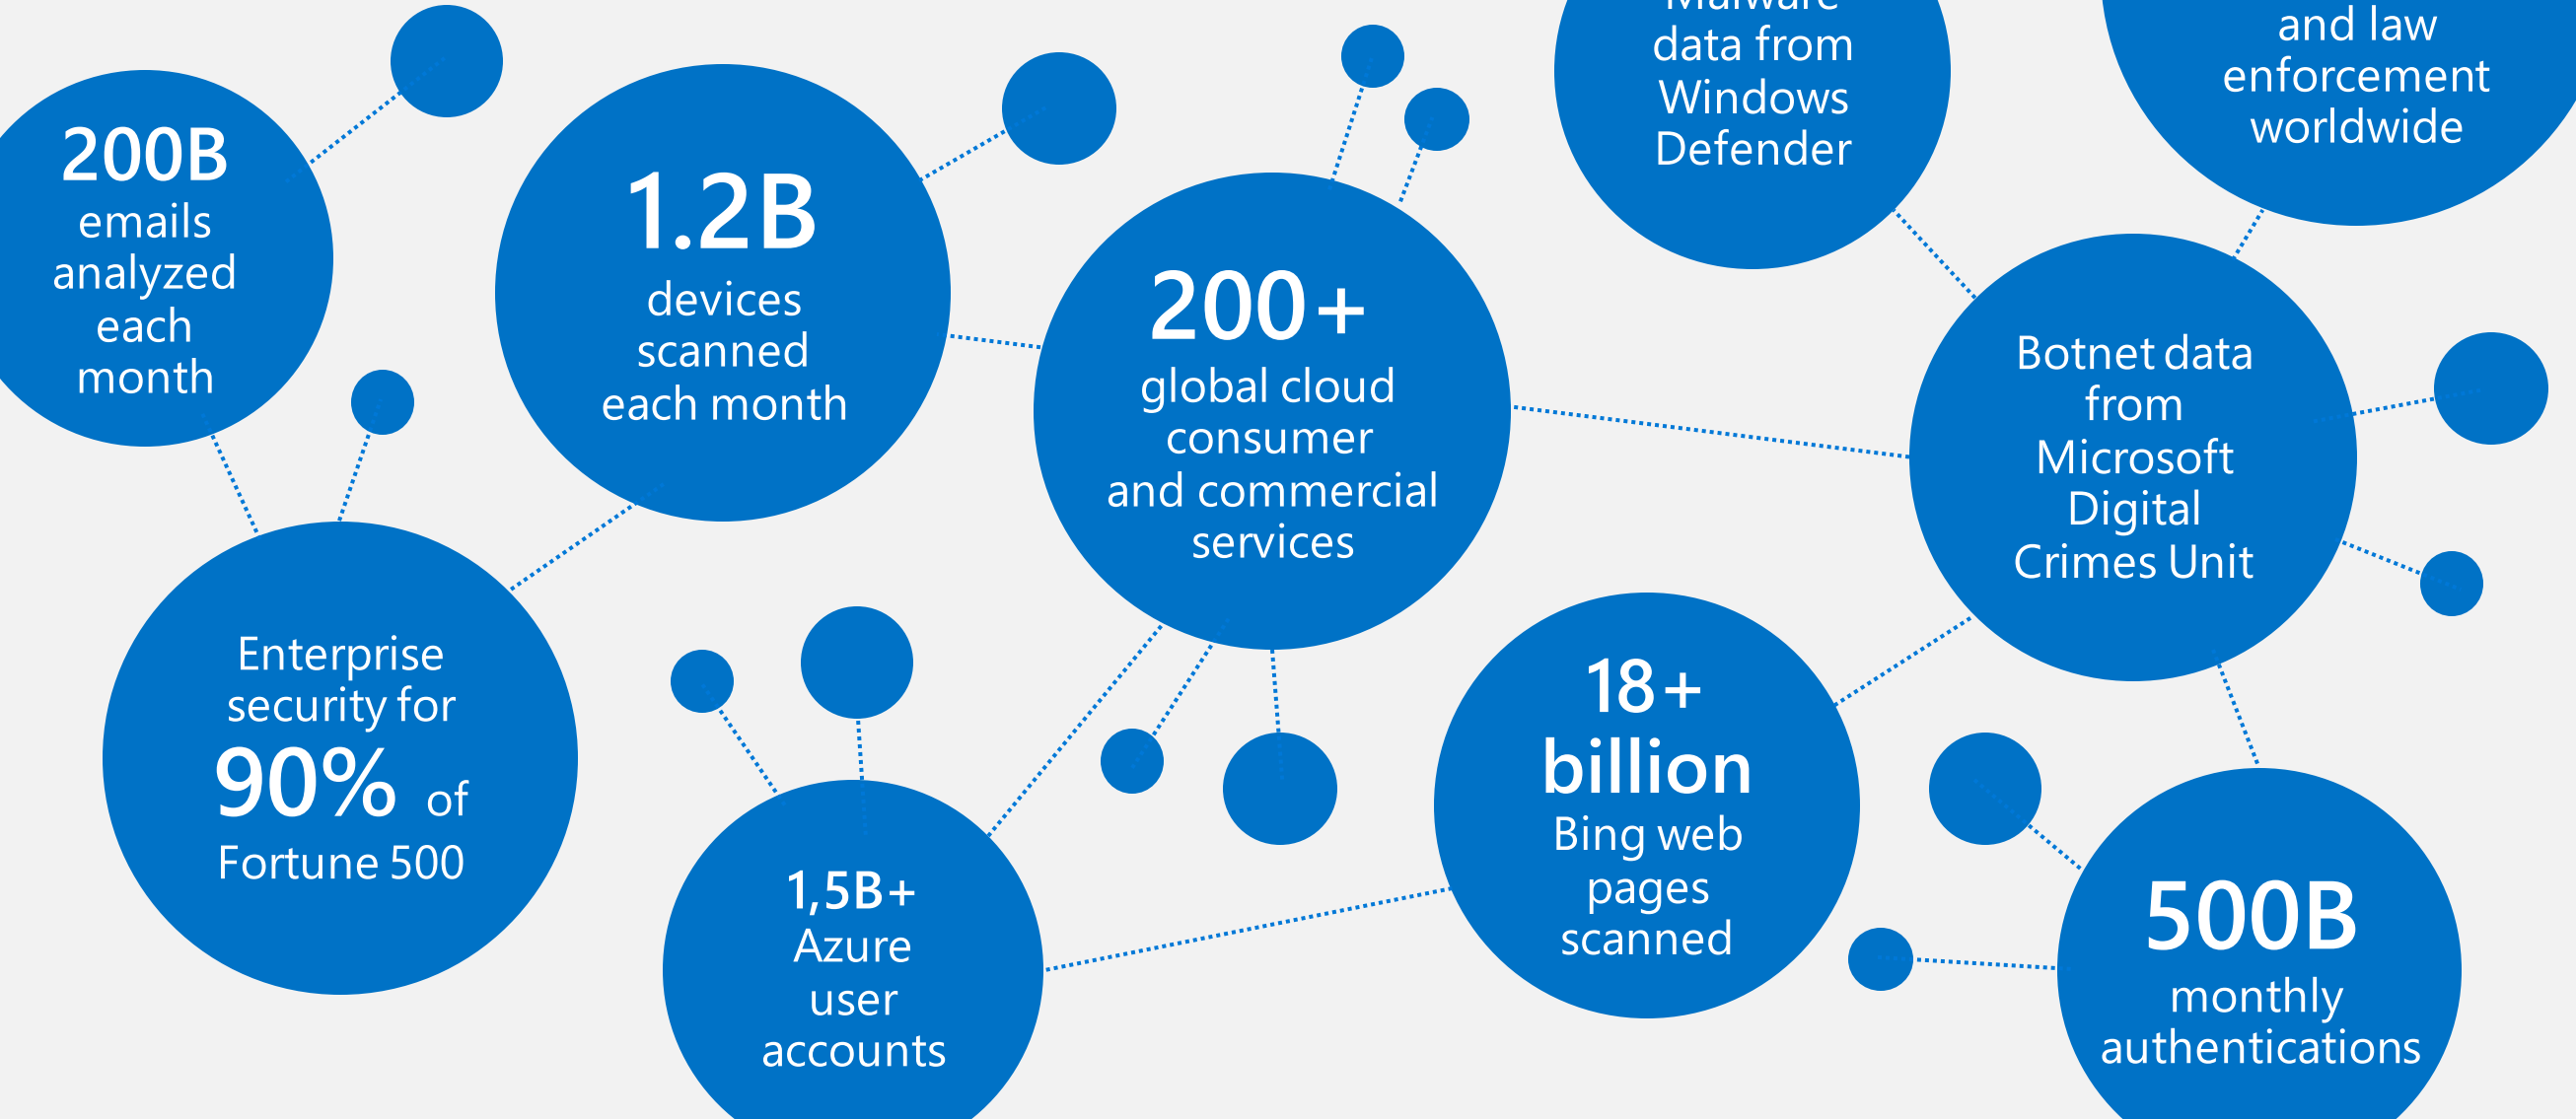 200B
emails
analyzed
each
month
1.2B
devices
scanned
each month
200+
global cloud
consumer
and commercial
services
Malware
data from
Windows
Defender
and law
enforcement
worldwide
Botnet data
from
Microsoft
Digital
Crimes Unit
Enterprise
security for
90% of
Fortune 500
1,5B+
Azure
user
accounts
18+
billion
Bing web
pages
scanned
500B
monthly
authentications